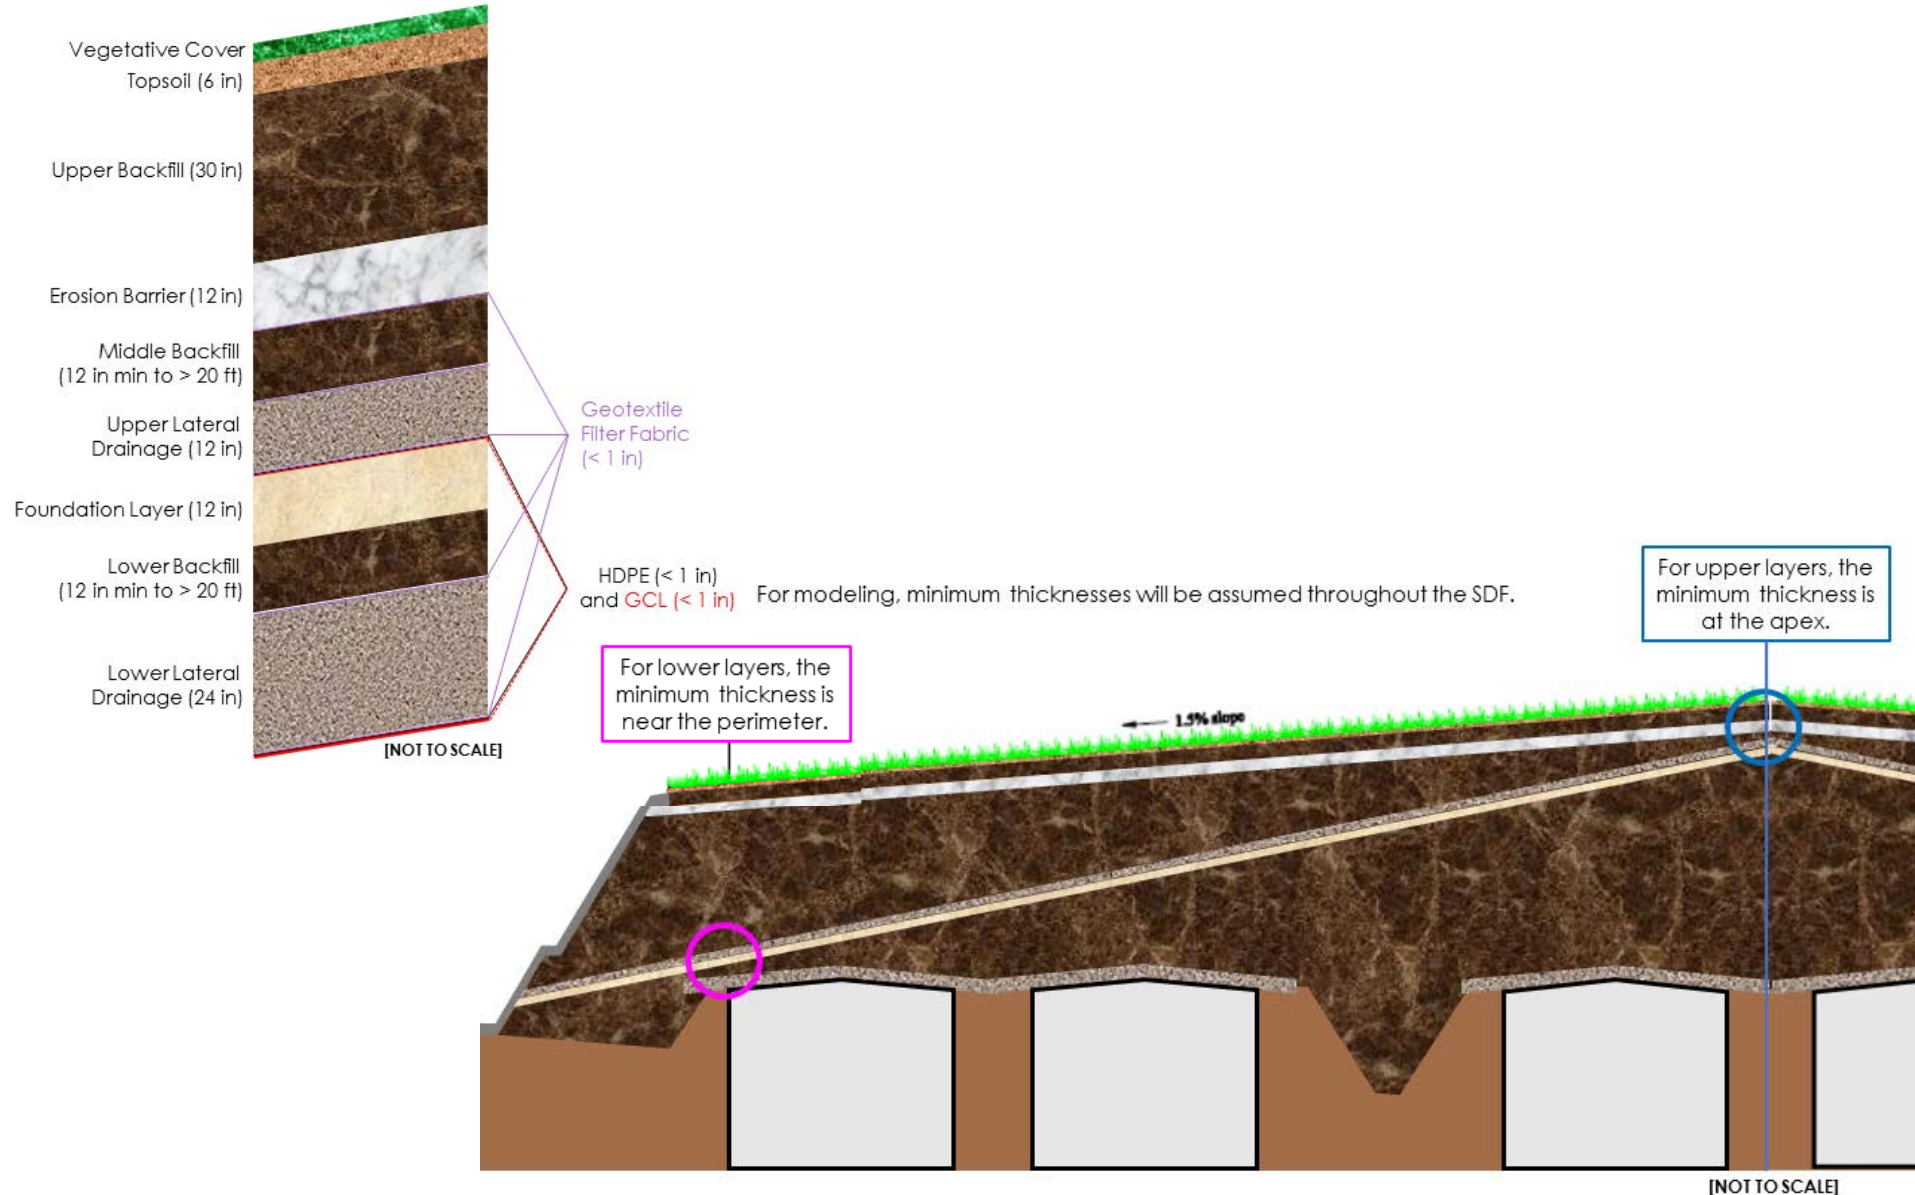 Vegetative Cover
Topsoil (6 in)
Upper Backfill (30 in)
Erosion Barrier (12 in)
Middle Backfill
(12 in min to > 20 ft)
Upper Lateral
Drainage (12 in)
Foundation Layer (12 in)
Lower Backfill
(12 in min to > 20 ft)
Lower Lateral
Drainage (24 in)
[NOT TO SCALE]
Geotextile
Filter Fabric
(< 1 in)
HDPE (< 1 in)
and GCL (< 1 in)
For modeling, minimum thicknesses will be assumed throughout the SDF.
For lower layers, the
minimum thickness is
near the perimeter.
For upper layers, the
minimum thickness is
at the apex.
1.5% slope
[NOT TO SCALE]